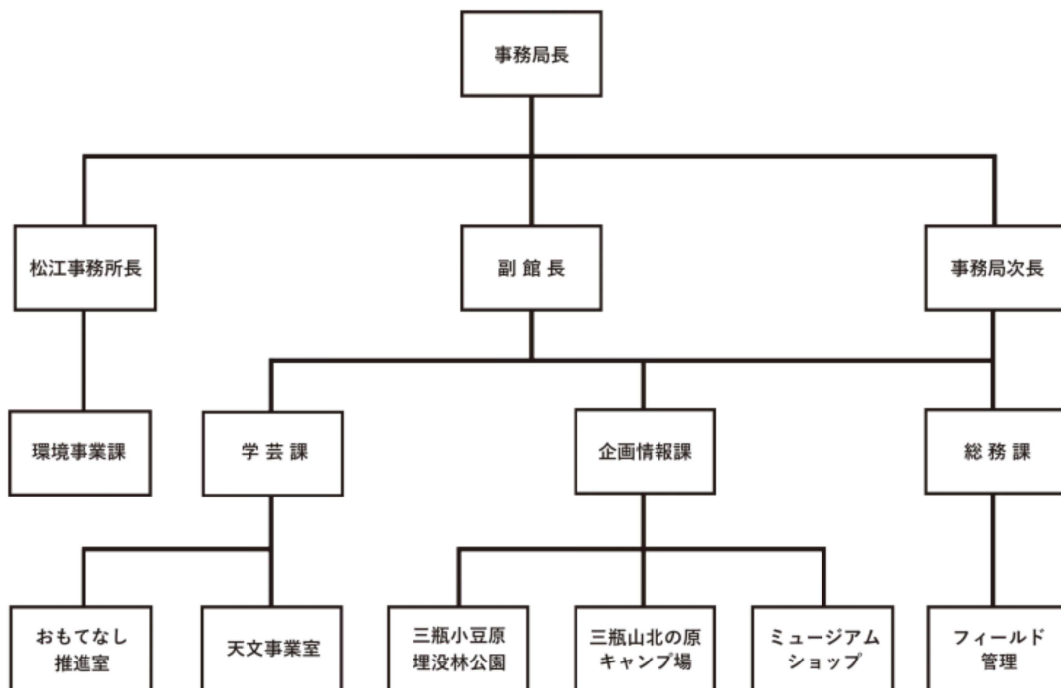 事務局長
松江事務所長
副館長
事務局次長
環境事業課
学芸課
企画情報課
総務課
おもてなし
推進室
天文事業室
三瓶小豆原
埋没林公園
三瓶山北の原
キャンプ場
ミュージアム
ショップ
フィールド
管理